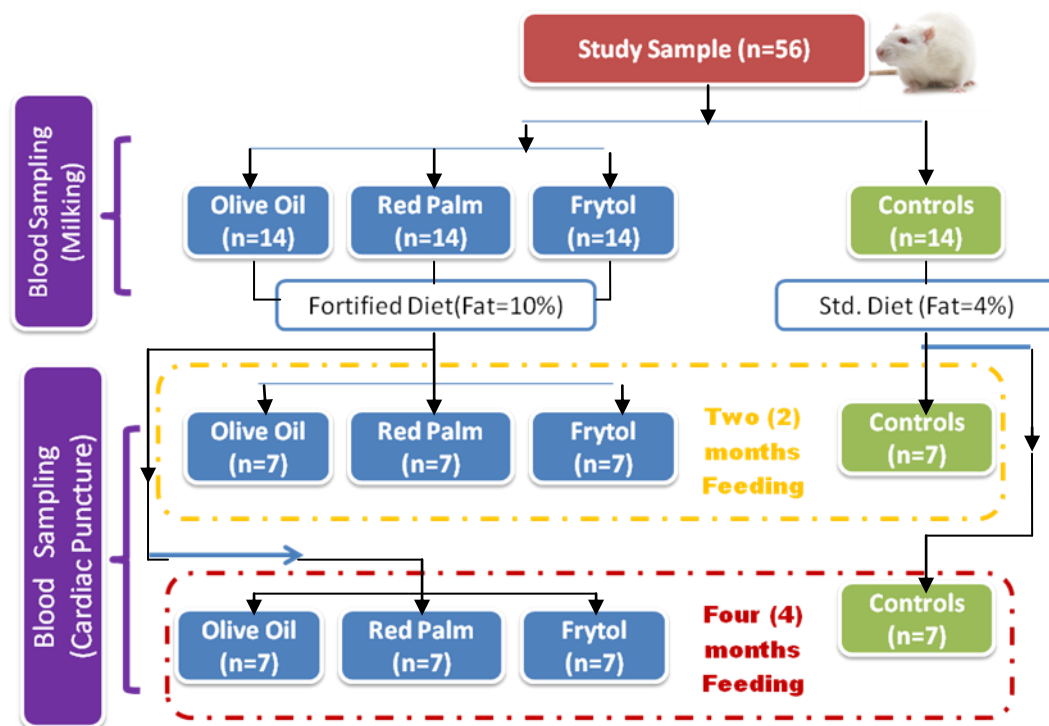 Study Sample (n=56)
Blood Sampling
(Milking)
Olive Oil
(n=14)
Red Palm
(n=14)
Frytol
(n=14)
Controls
(n=14)
Fortified Diet(Fat=10%)
Std. Diet (Fat=4%)
Blood Sampling
(Cardiac Puncture)
Olive Oil
(n=7)
Red Palm
(n=7)
Frytol
(n=7)
Two (2)
months
Feeding
Controls
(n=7)
Olive Oil
(n=7)
Red Palm
(n=7)
Frytol
(n=7)
Four (4)
months
Feeding
Controls
(n=7)